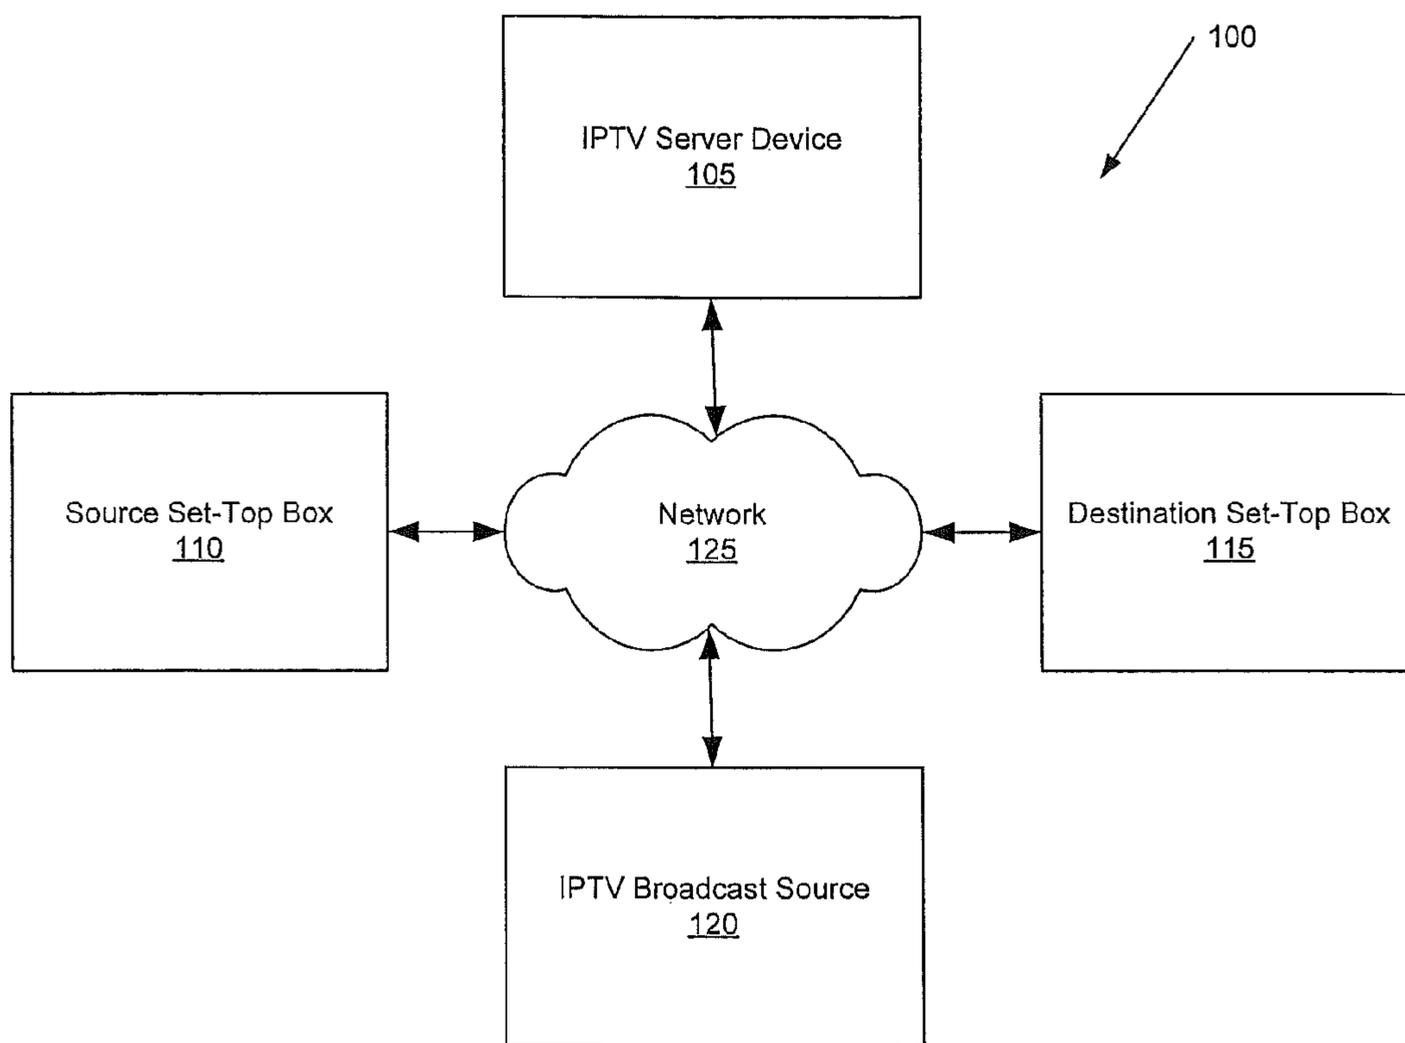 100
IPTV Server Device
105
Source Set-Top Box
110
Network
125
Destination Set-Top Box
115
IPTV Broadcast Source
120